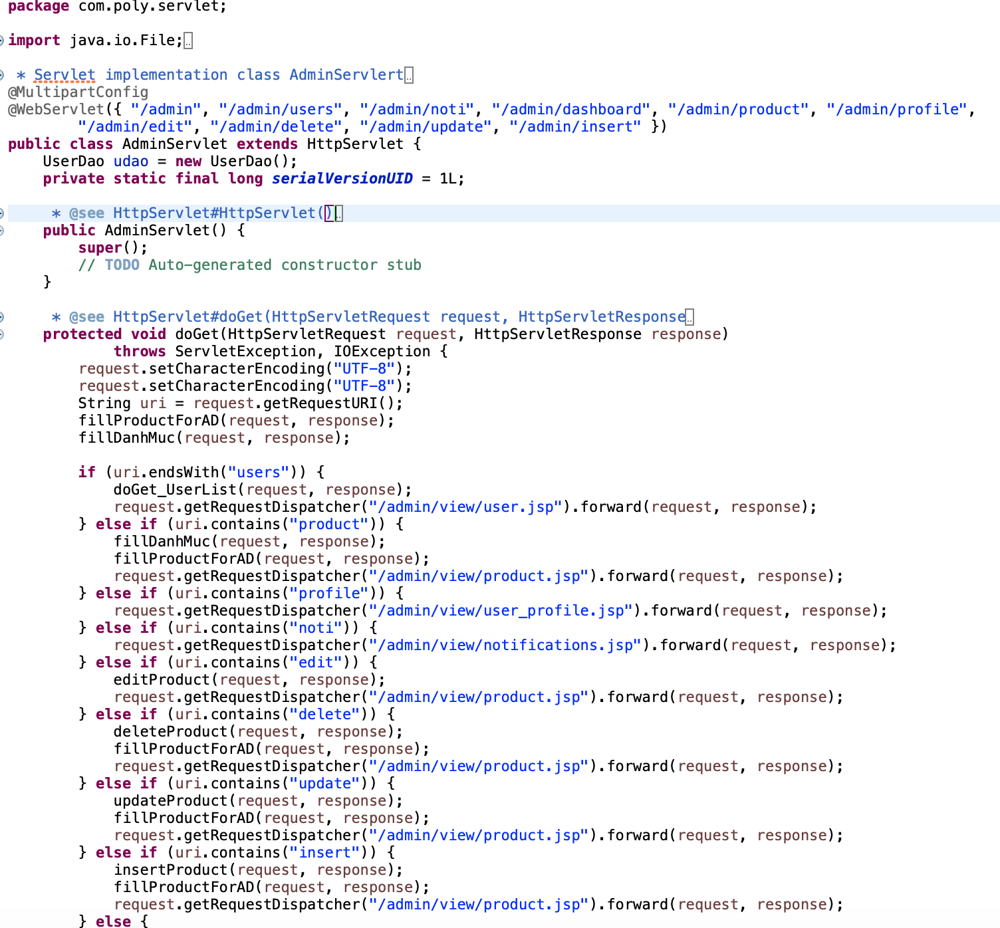 package com.poly.servlet;
import java.io.File;
* Servlet implementation class AdminServlert
@MultipartConfig
@WebServlet({ "/admin", "/admin/users", "/admin/noti", "/admin/dashboard", "/admin/product", "/admin/profile",
"/admin/edit", "/admin/delete", "/admin/update", "/admin/insert" })
public class AdminServlet extends HttpServlet {
UserDao udao = new UserDao();
private static final long serialVersionUID = 1L;
* @see HttpServlet#HttpServlet()
public AdminServlet() {
super();
// TODO Auto-generated constructor stub
}
* @see HttpServlet#doGet(HttpServletRequest request, HttpServletResponse
protected void doGet(HttpServletRequest request, HttpServletResponse response)
throws ServletException, IOException {
request.setCharacterEncoding("UTF-8");
request.setCharacterEncoding("UTF-8");
String uri = request.getRequestURI();
fillProductForAD(request, response);
fillDanhMuc(request, response);
if (uri.endsWith("users")) {
doGet_UserList(request, response);
request.getRequestDispatcher("/admin/view/user.jsp").forward(request, response);
} else if (uri.contains("product")) {
fillDanhMuc(request, response);
fillProductForAD(request, response);
request.getRequestDispatcher("/admin/view/product.jsp").forward(request, response);
} else if (uri.contains("profile")) {
request.getRequestDispatcher("/admin/view/user_profile.jsp").forward(request, response);
} else if (uri.contains("noti")) {
request.getRequestDispatcher("/admin/view/notifications.jsp").forward(request, response);
} else if (uri.contains("edit")) {
editProduct(request, response);
request.getRequestDispatcher("/admin/view/product.jsp").forward(request, response);
} else if (uri.contains("delete")) {
deleteProduct(request, response);
fillProductForAD(request, response);
request.getRequestDispatcher("/admin/view/product.jsp").forward(request, response);
} else if (uri.contains("update")) {
updateProduct(request, response);
fillProductForAD(request, response);
request.getRequestDispatcher("/admin/view/product.jsp").forward(request, response);
} else if (uri.contains("insert")) {
insertProduct(request, response);
fillProductForAD(request, response);
request.getRequestDispatcher("/admin/view/product.jsp").forward(request, response);
} else {